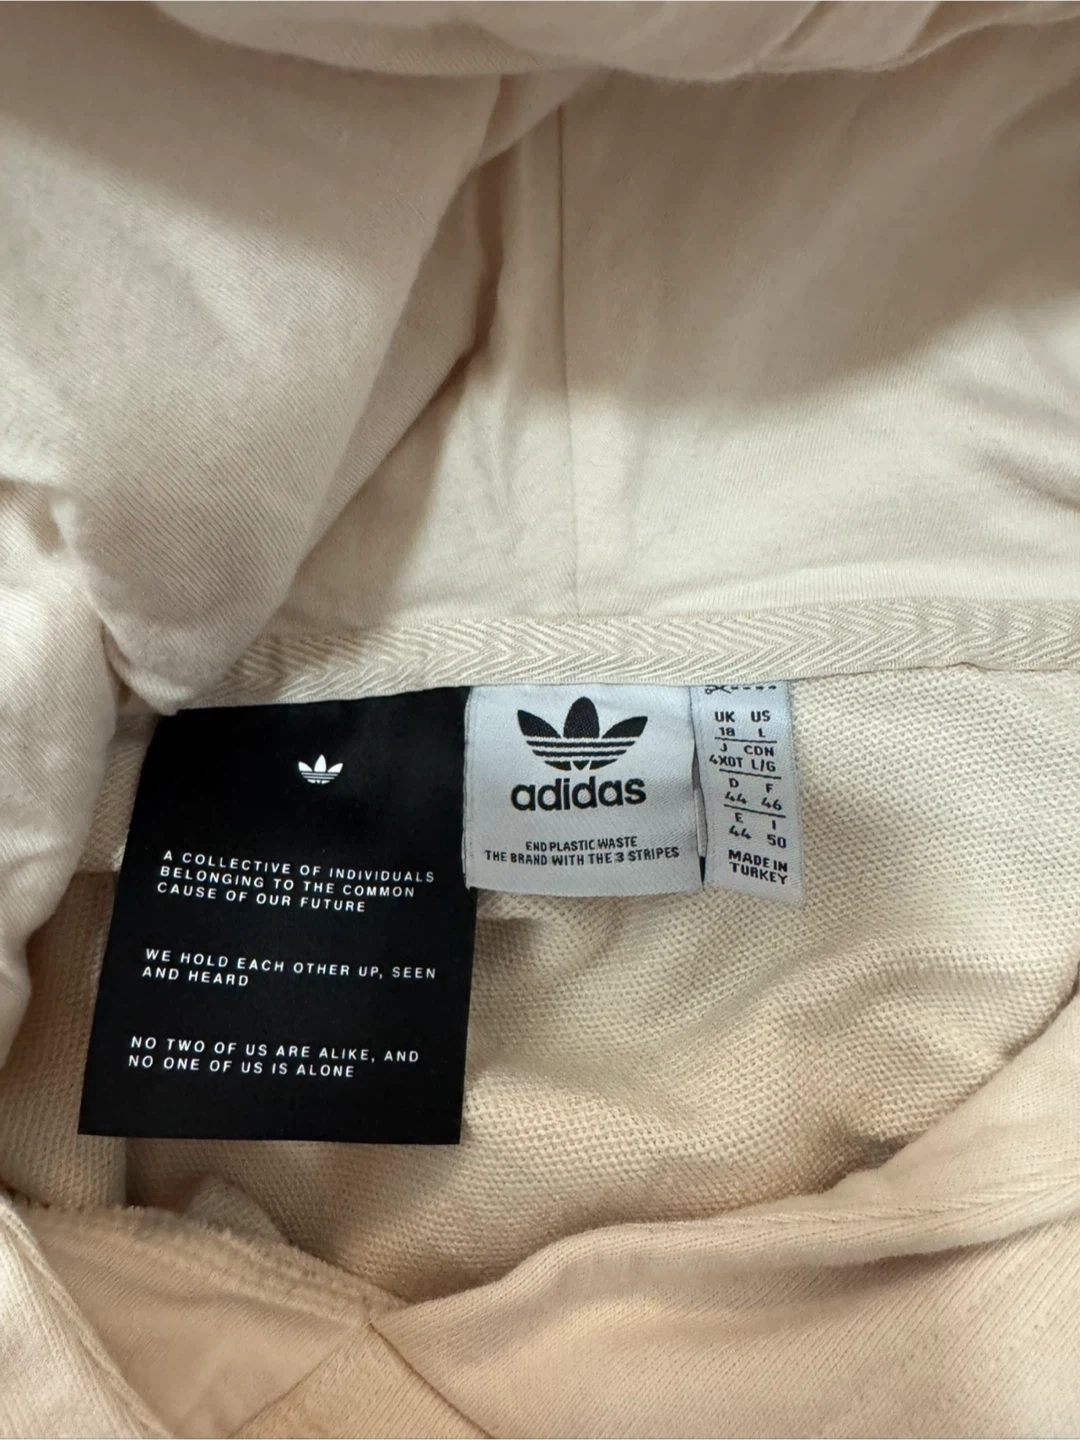 A COLLECTIVE OF INDIVIDUALS
BELONGING TO THE COMMON
CAUSE OF OUR FUTURE
WE HOLD EACH OTHER UP, SEEN
AND HEARD
NO TWO OF US ARE ALIKE, AND
NO ONE OF US IS ALONE
adidas
END PLASTIC WASTE
THE BRAND WITH THE 3 STRIPES
UK US
18 L
J CDN
4XOT L/G
D F
44 46
E I
44 50
MADE IN
TURKEY